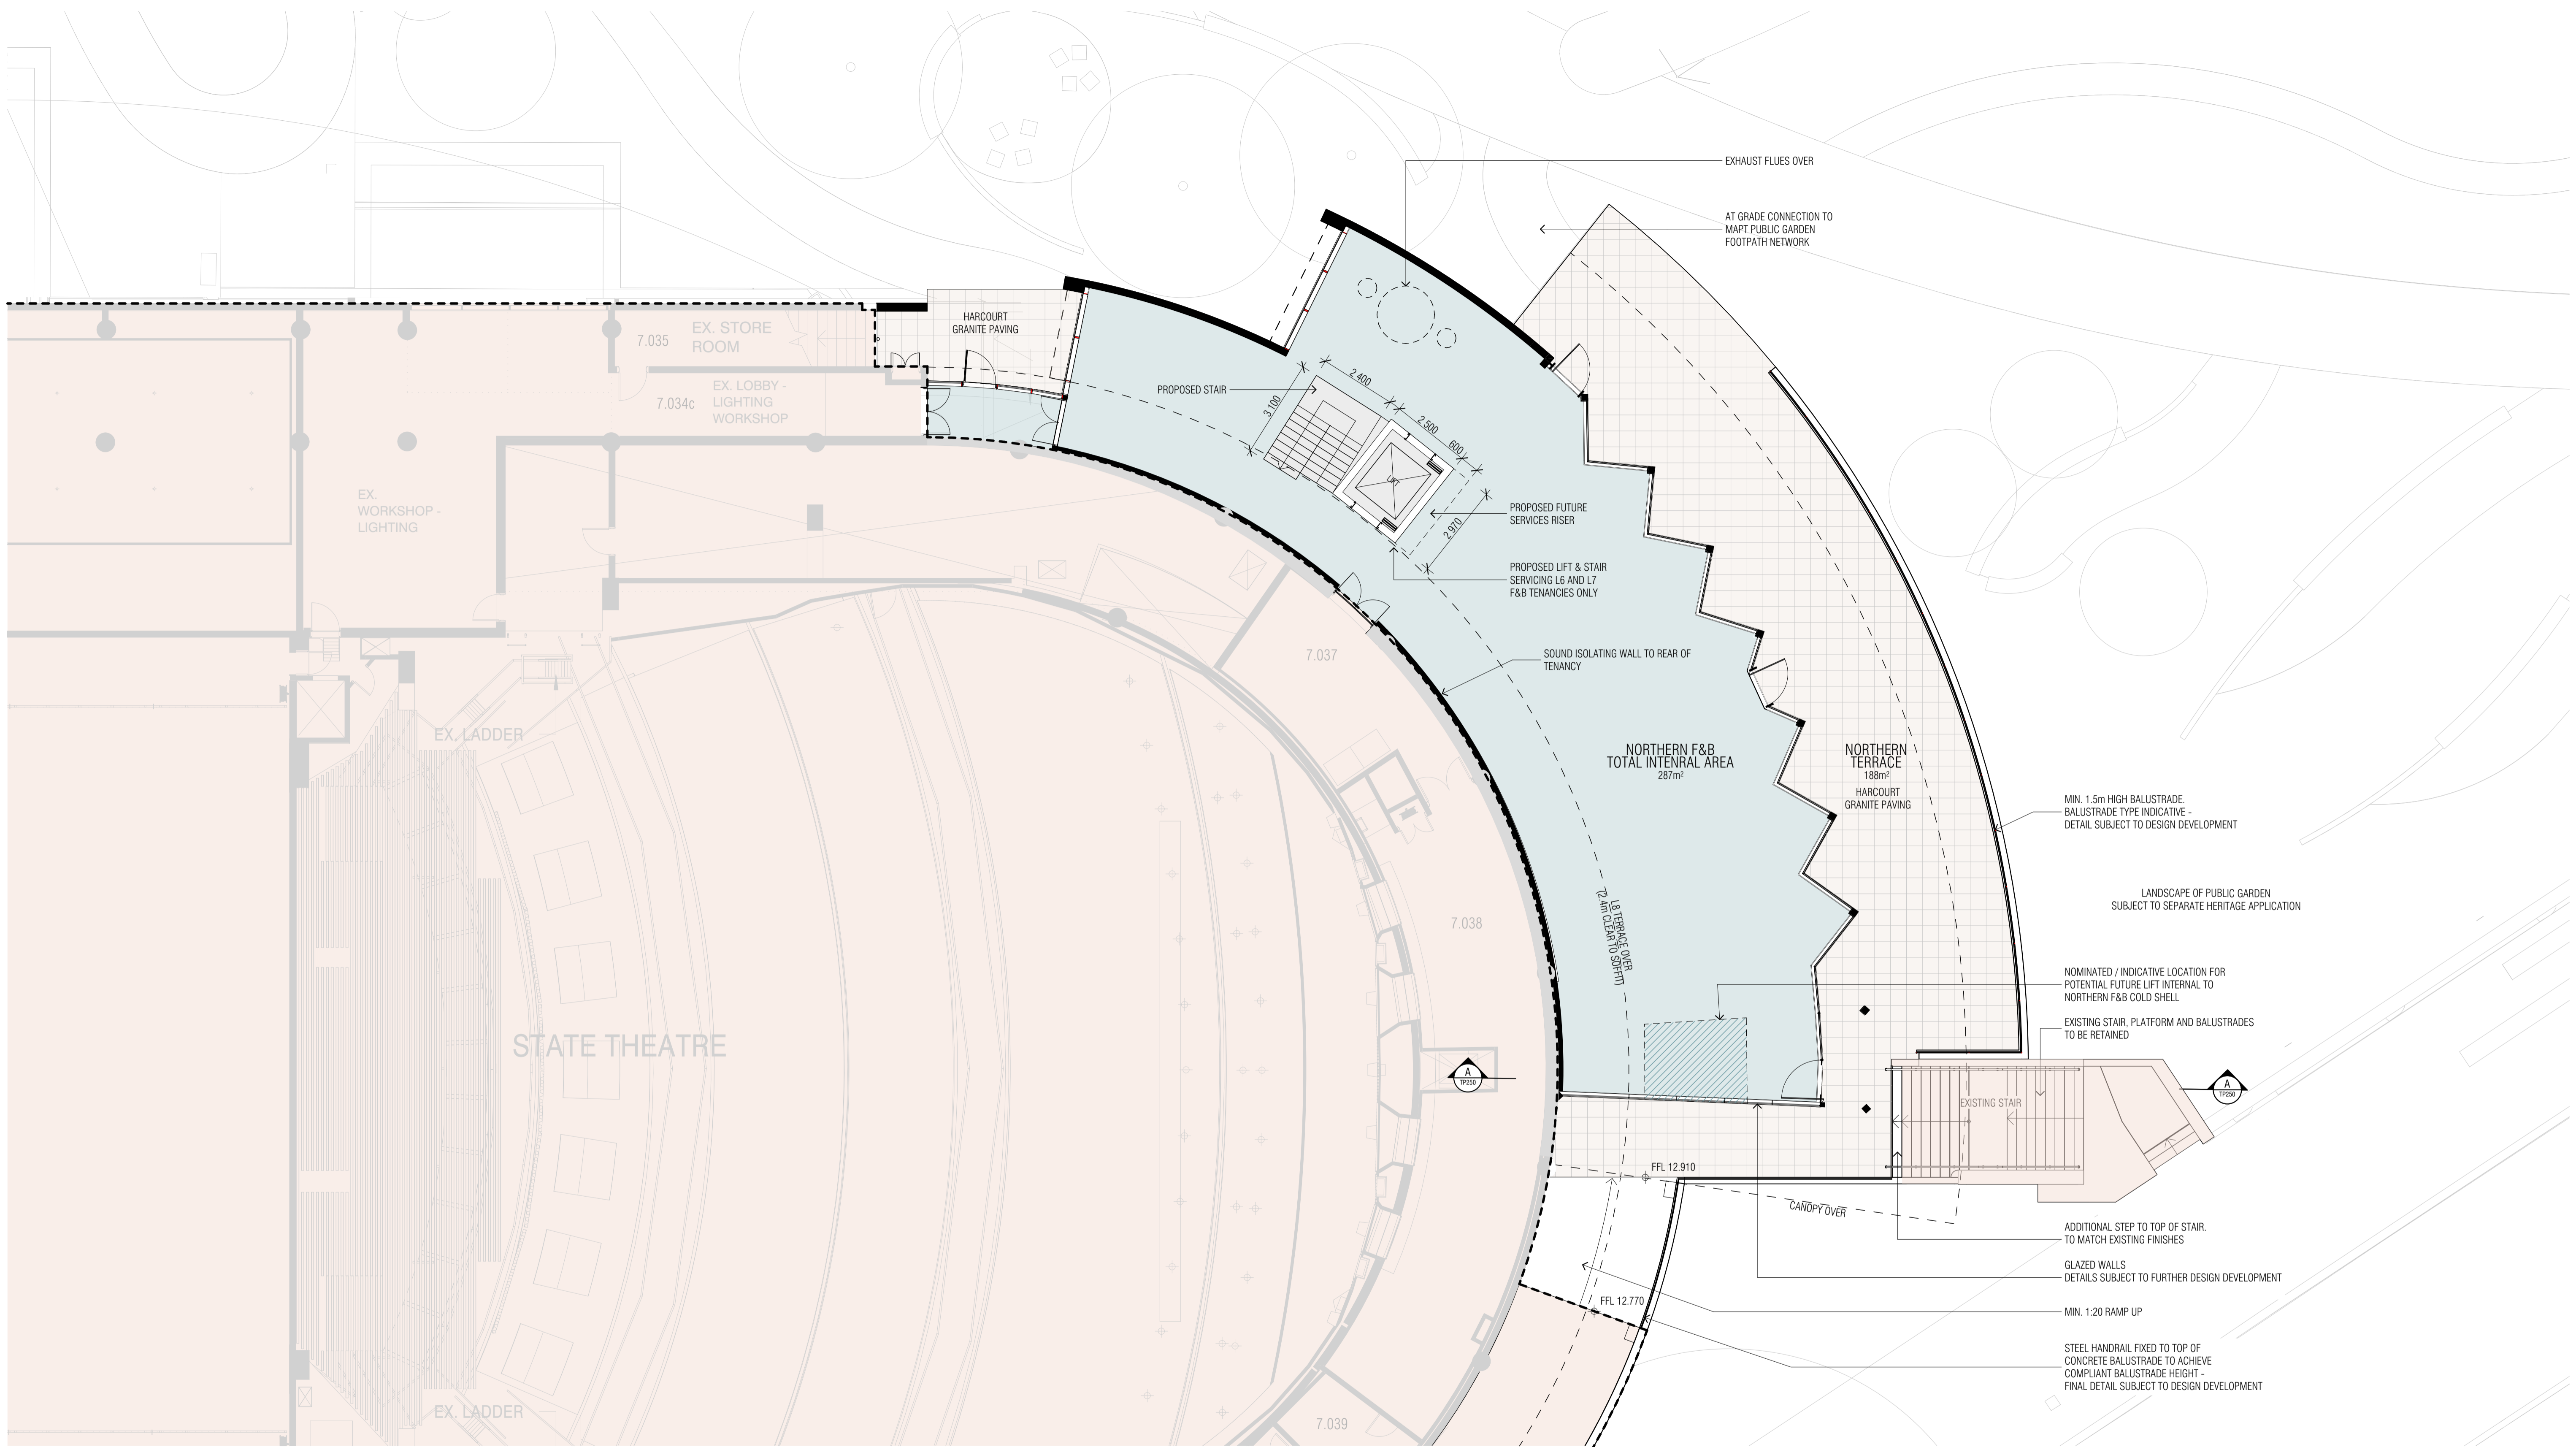 EXHAUST FLUES OVER
AT GRADE CONNECTION TO
MAPT PUBLIC GARDEN
FOOTPATH NETWORK
HARCOURT
GRANITE PAVING
7.035
EX. STORE
ROOM
7.034c
EX. LOBBY -
LIGHTING
WORKSHOP
PROPOSED STAIR
3 100
2 400
2 500
600
LIFT
2 970
EX.
WORKSHOP -
LIGHTING
PROPOSED FUTURE
SERVICES RISER
PROPOSED LIFT & STAIR
SERVICING L6 AND L7
F&B TENANCIES ONLY
7.037
SOUND ISOLATING WALL TO REAR OF
TENANCY
EX. LADDER
NORTHERN F&B
TOTAL INTENRAL AREA
287m²
NORTHERN
TERRACE
188m²
HARCOURT
GRANITE PAVING
MIN. 1.5m HIGH BALUSTRADE.
BALUSTRADE TYPE INDICATIVE -
DETAIL SUBJECT TO DESIGN DEVELOPMENT
LANDSCAPE OF PUBLIC GARDEN
SUBJECT TO SEPARATE HERITAGE APPLICATION
7.038
L8 TERRACE OVER
(2.4m CLEAR TO SOFFIT)
NOMINATED / INDICATIVE LOCATION FOR
POTENTIAL FUTURE LIFT INTERNAL TO
NORTHERN F&B COLD SHELL
EXISTING STAIR, PLATFORM AND BALUSTRADES
TO BE RETAINED
STATE THEATRE
A
TP250
A
TP250
EXISTING STAIR
FFL 12.910
CANOPY OVER
ADDITIONAL STEP TO TOP OF STAIR.
TO MATCH EXISTING FINISHES
GLAZED WALLS
DETAILS SUBJECT TO FURTHER DESIGN DEVELOPMENT
FFL 12.770
MIN. 1:20 RAMP UP
STEEL HANDRAIL FIXED TO TOP OF
CONCRETE BALUSTRADE TO ACHIEVE
COMPLIANT BALUSTRADE HEIGHT -
FINAL DETAIL SUBJECT TO DESIGN DEVELOPMENT
EX. LADDER
7.039